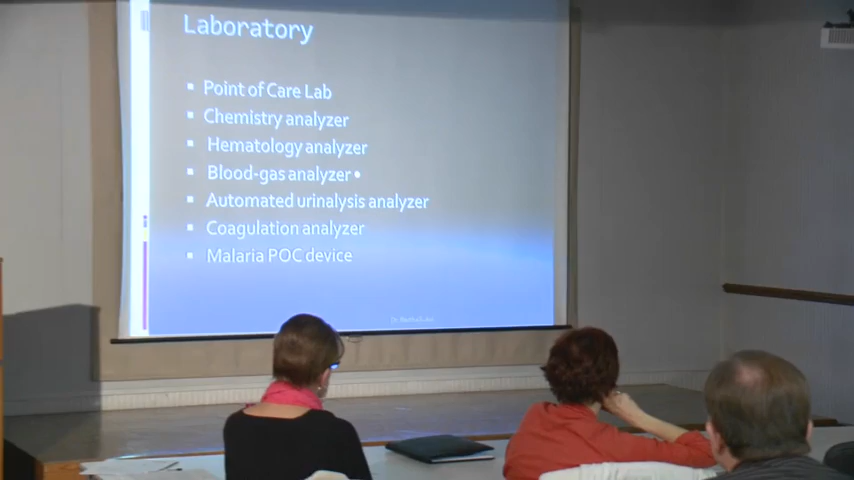 Laboratory
Point of Care Lab
Chemistry analyzer
Hematology analyzer
Blood-gas analyzer
Automated urinalysis analyzer
Coagulation analyzer
Malaria POC device